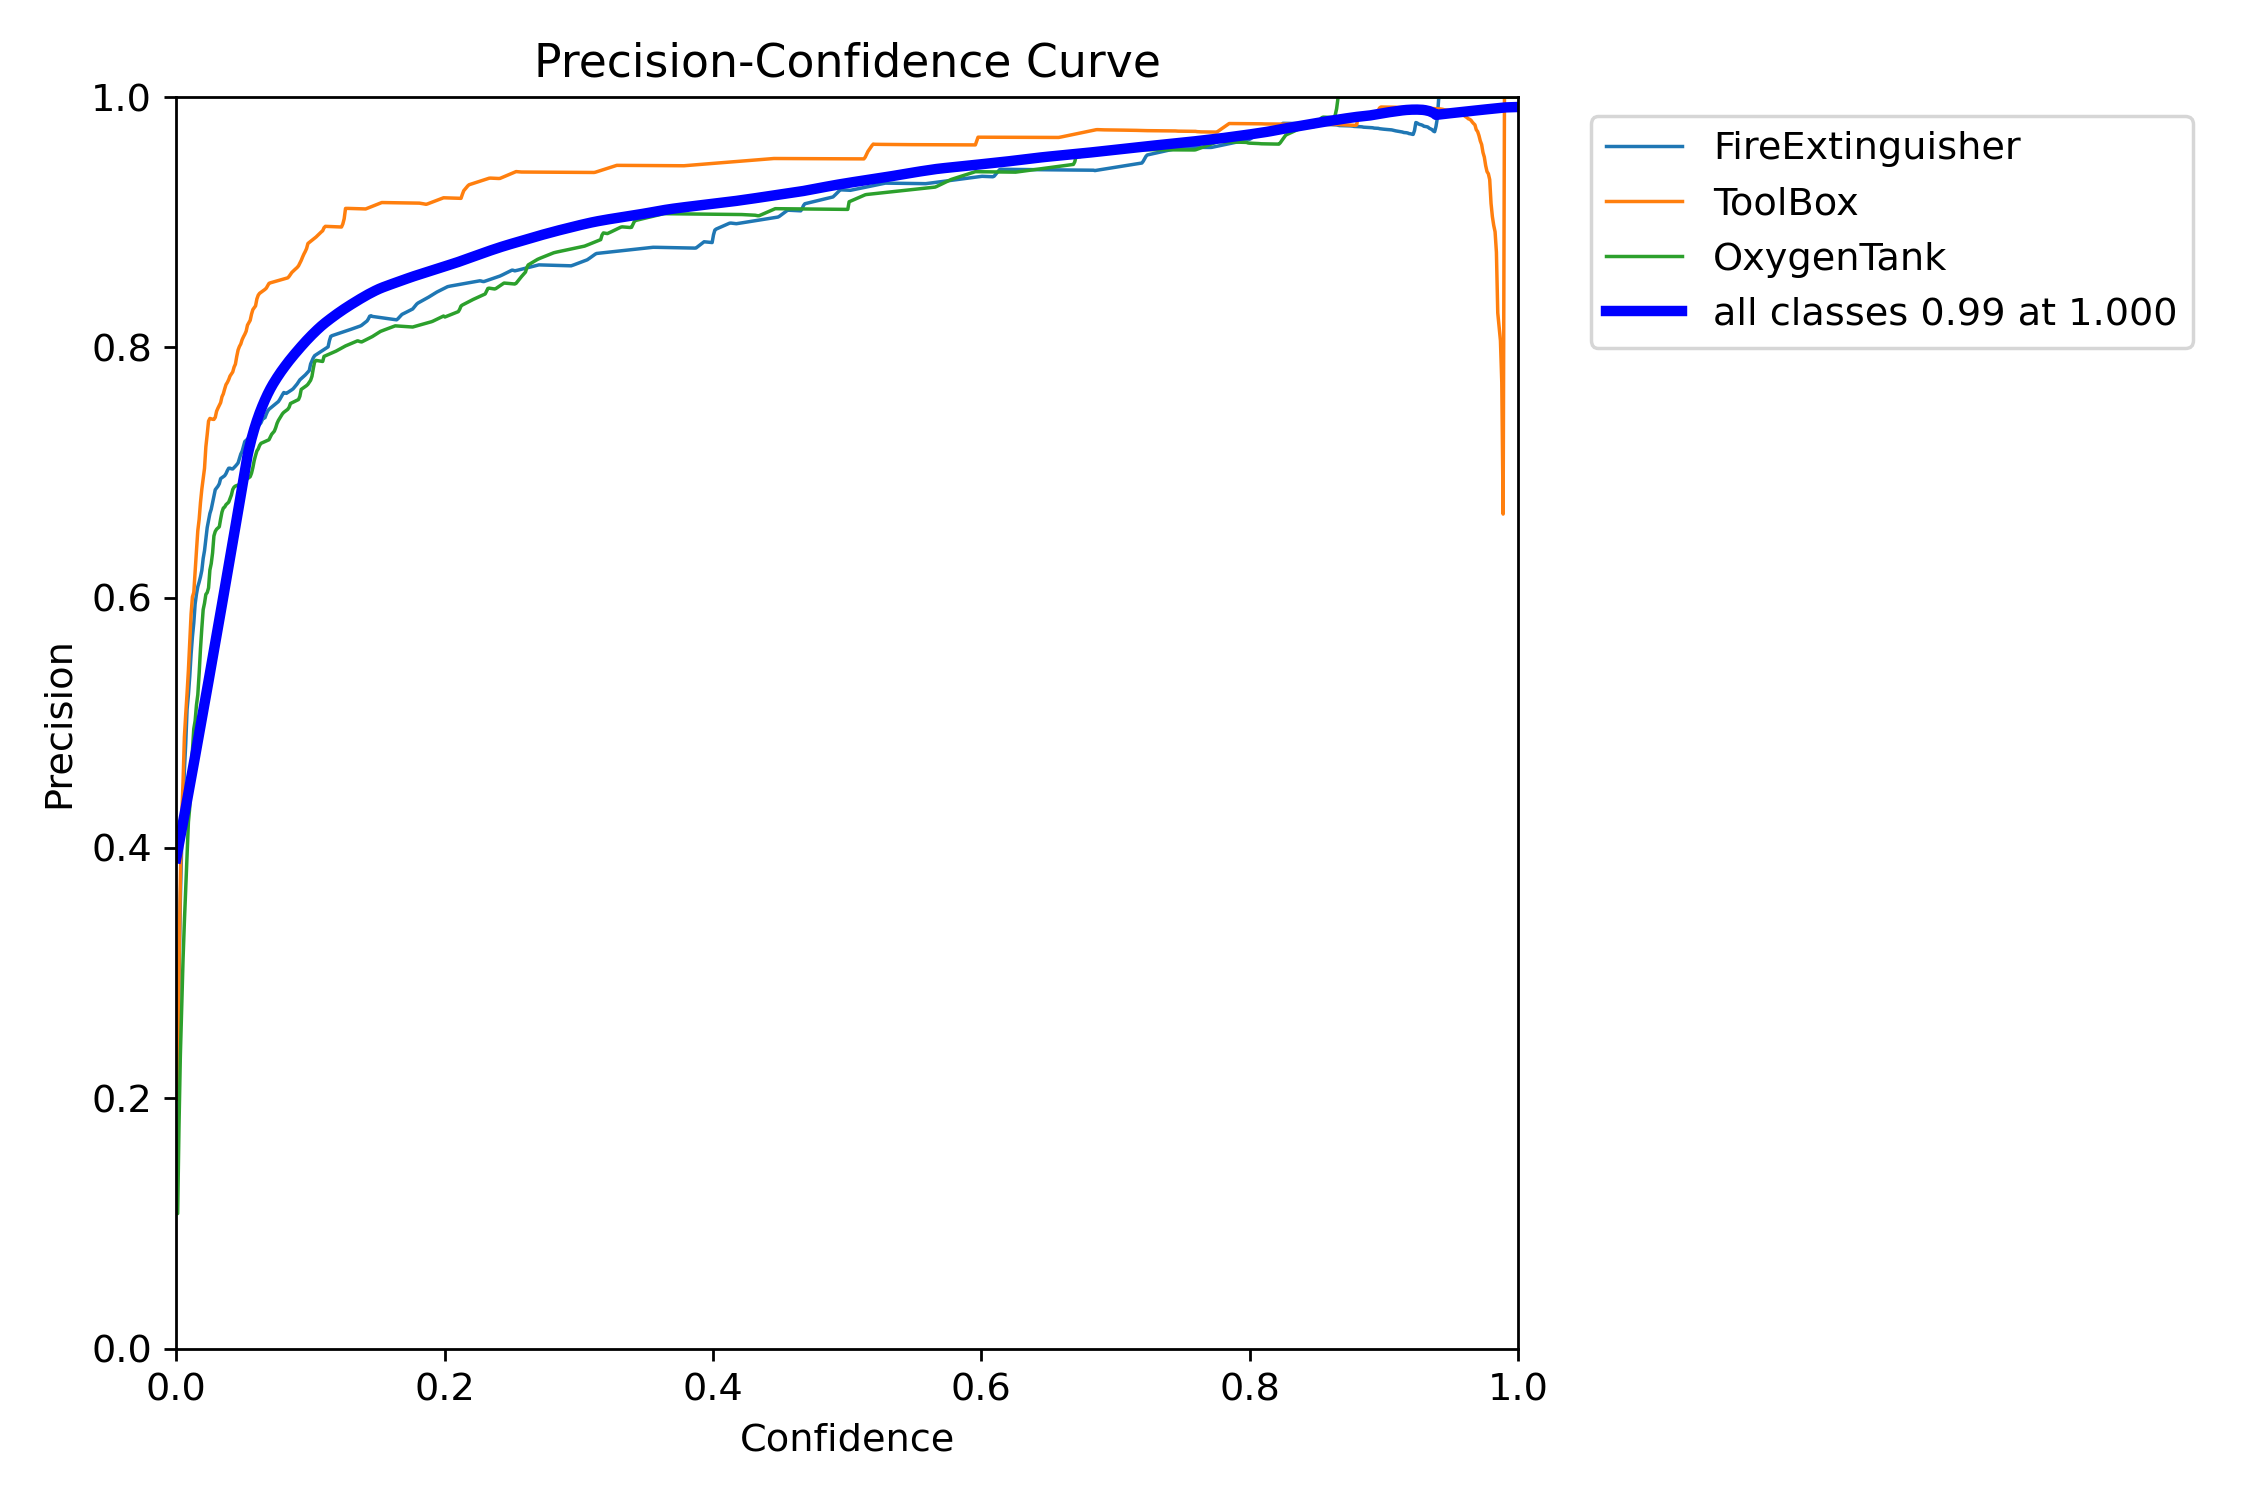 Precision-Confidence Curve
1.0
0.8
0.6
0.4
0.2
0.0
Precision
0.0 0.2 0.4 0.6 0.8 1.0
Confidence
FireExtinguisher
ToolBox
OxygenTank
all classes 0.99 at 1.000